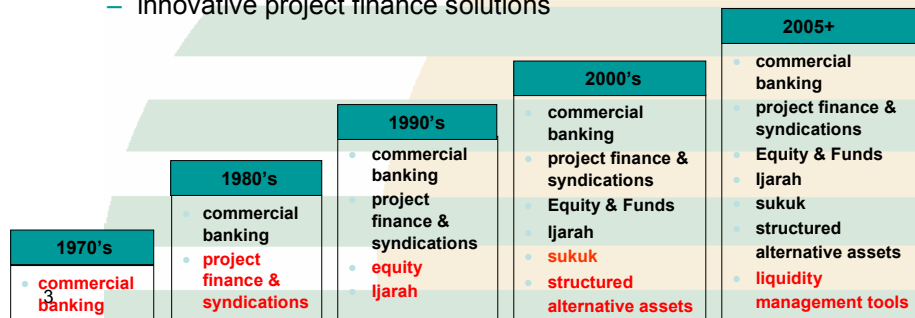 – innovative project finance solutions
1970's
commercial
banking
3
1980's
commercial
banking
project
finance &
syndications
1990's
commercial
banking
project
finance &
syndications
equity
Ijarah
2000's
commercial
banking
project finance &
syndications
Equity & Funds
Ijarah
sukuk
structured
alternative assets
2005+
commercial
banking
project finance &
syndications
Equity & Funds
Ijarah
sukuk
structured
alternative assets
liquidity
management tools